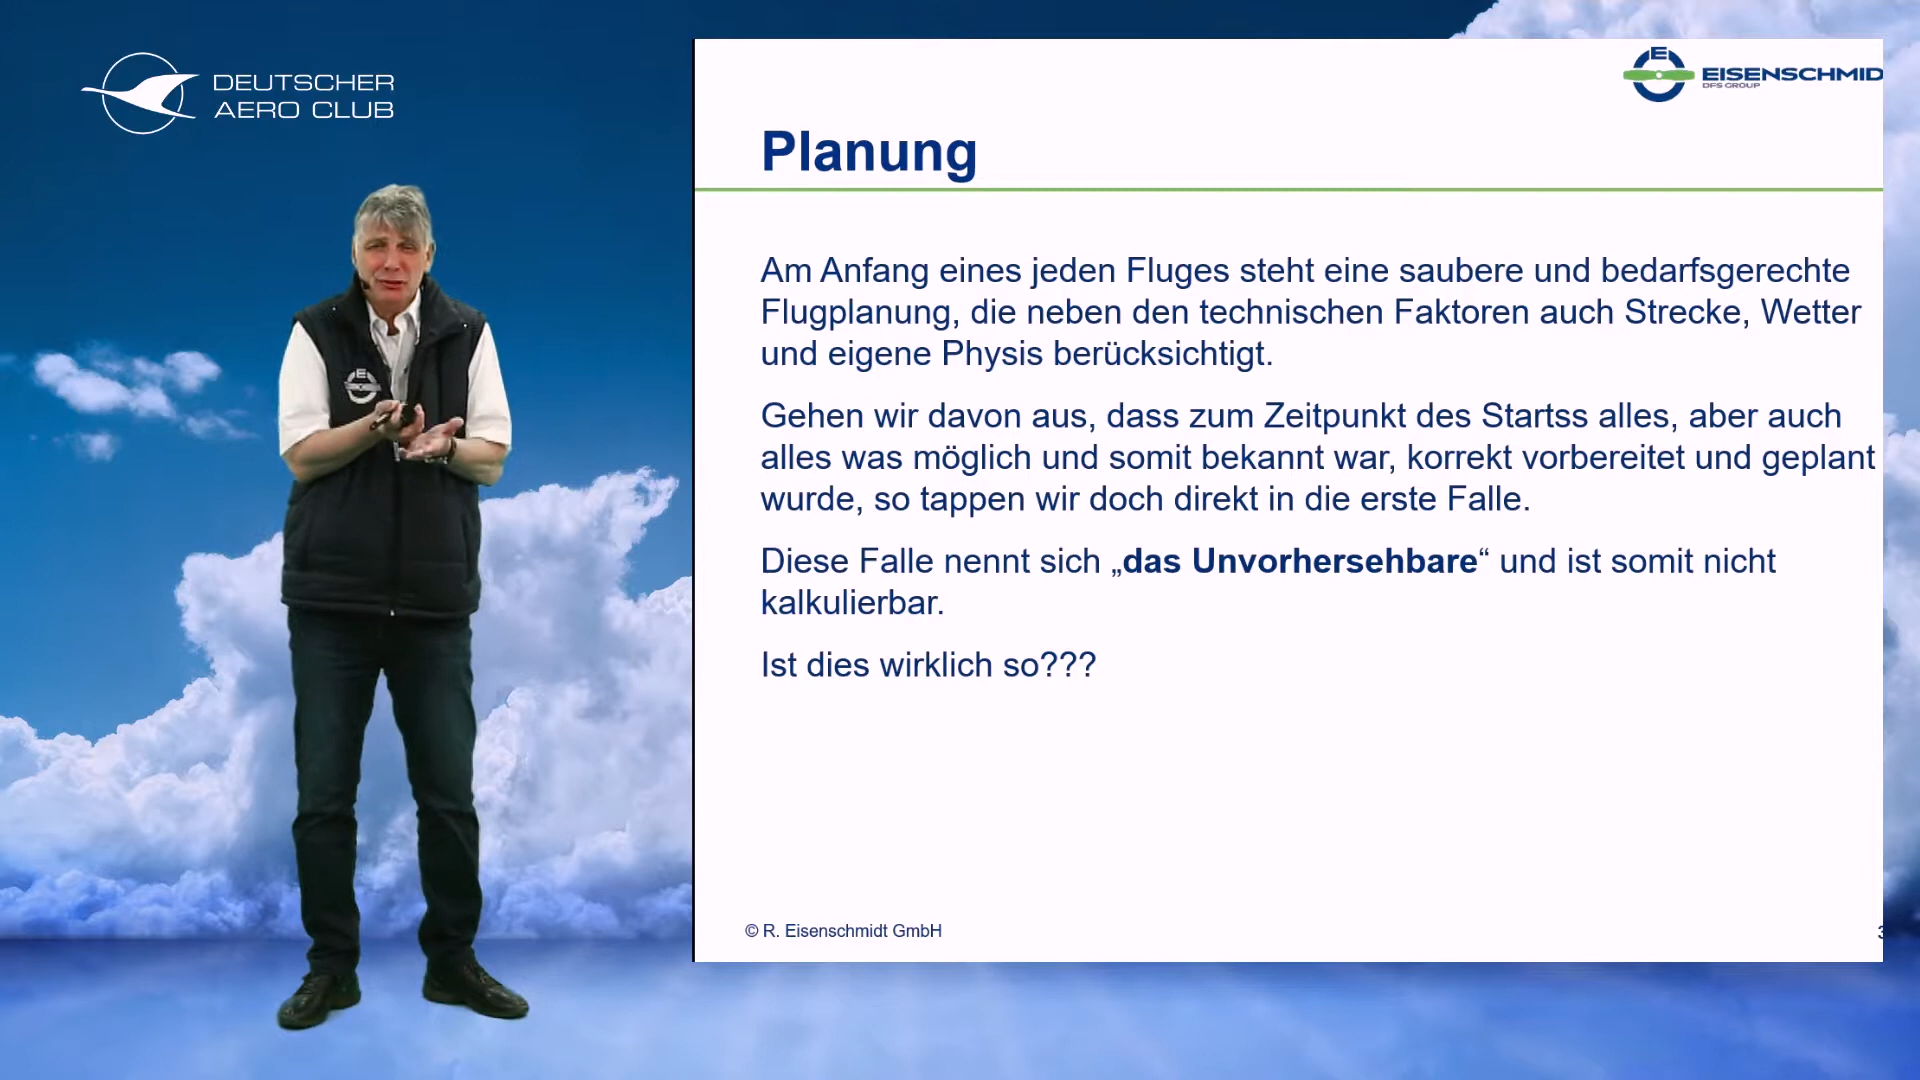 DEUTSCHER
AERO CLUB
E
EISENSCHMID
DFS GROUP
Planung
Am Anfang eines jeden Fluges steht eine saubere und bedarfsgerechte
Flugplanung, die neben den technischen Faktoren auch Strecke, Wetter
und eigene Physis berücksichtigt.
Gehen wir davon aus, dass zum Zeitpunkt des Startss alles, aber auch
alles was möglich und somit bekannt war, korrekt vorbereitet und geplant
wurde, so tappen wir doch direkt in die erste Falle.
Diese Falle nennt sich „das Unvorhersehbare“ und ist somit nicht
kalkulierbar.
Ist dies wirklich so???
E
© R. Eisenschmidt GmbH